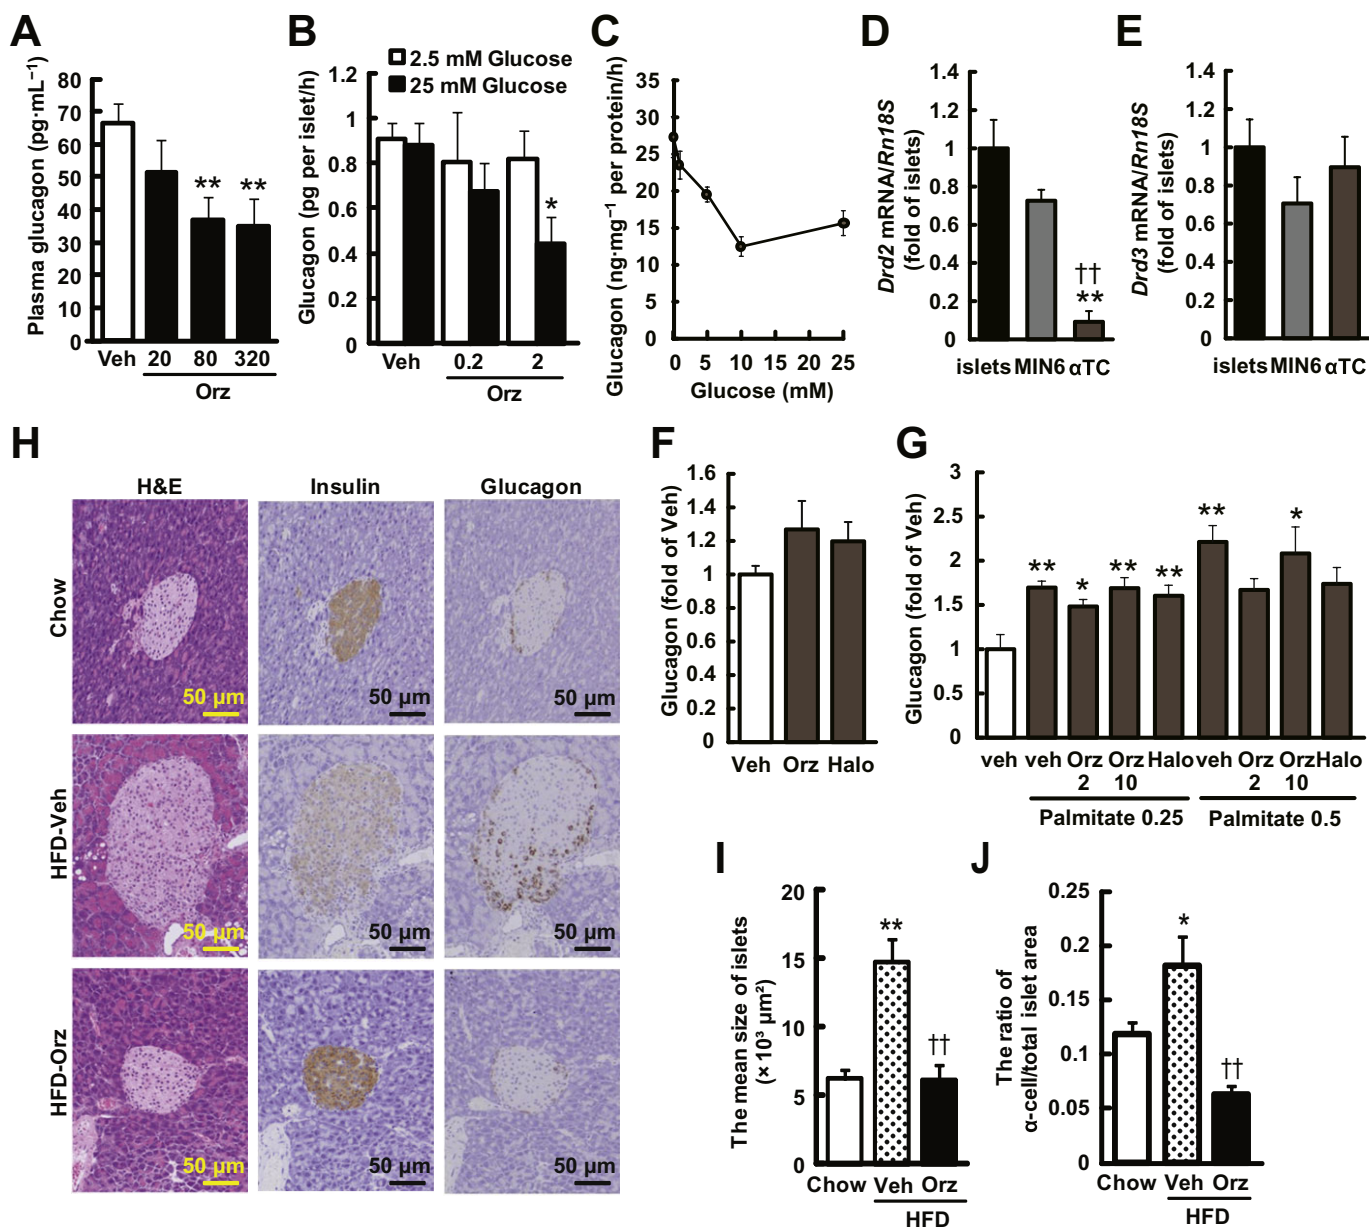 A
Plasma glucagon (pg·mL⁻¹)
80
70
60
50
40
30
20
10
0
** **
Veh 20 80 320
Orz
B
2.5 mM Glucose
25 mM Glucose
Glucagon (pg per islet/h)
1.2
1
0.8
0.6
0.4
0.2
0
*
Veh 0.2 2
Orz
C
Glucagon (ng·mg⁻¹ per protein/h)
35
30
25
20
15
10
5
0
0 5 10 15 20 25
Glucose (mM)
D
Drd2 mRNA/Rn18S
(fold of islets)
1.4
1.2
1
0.8
0.6
0.4
0.2
0
††
**
islets MIN6 αTC
E
Drd3 mRNA/Rn18S
(fold of islets)
1.4
1.2
1
0.8
0.6
0.4
0.2
0
islets MIN6 αTC
H
H&E Insulin Glucagon
Chow
50 µm 50 µm 50 µm
HFD-Veh
50 µm 50 µm 50 µm
HFD-Orz
50 µm 50 µm 50 µm
F
Glucagon (fold of Veh)
1.6
1.4
1.2
1
0.8
0.6
0.4
0.2
0
Veh Orz Halo
G
Glucagon (fold of Veh)
3
2.5
2
1.5
1
0.5
0
** * ** ** ** *
veh veh Orz Orz Halo veh Orz Orz Halo
2 10 2 10
Palmitate 0.25 Palmitate 0.5
I
The mean size of islets
(× 10³ µm²)
20
15
10
5
0
**
††
Chow Veh Orz
HFD
J
The ratio of
α-cell/total islet area
0.25
0.2
0.15
0.1
0.05
0
*
††
Chow Veh Orz
HFD